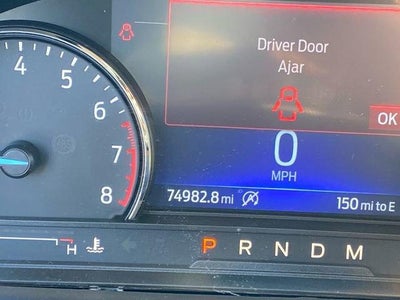 Driver Door
Ajar
OK
4 5
6
7
8
0
MPH
74982.8 mi
150 mi to E
H
P R N D M